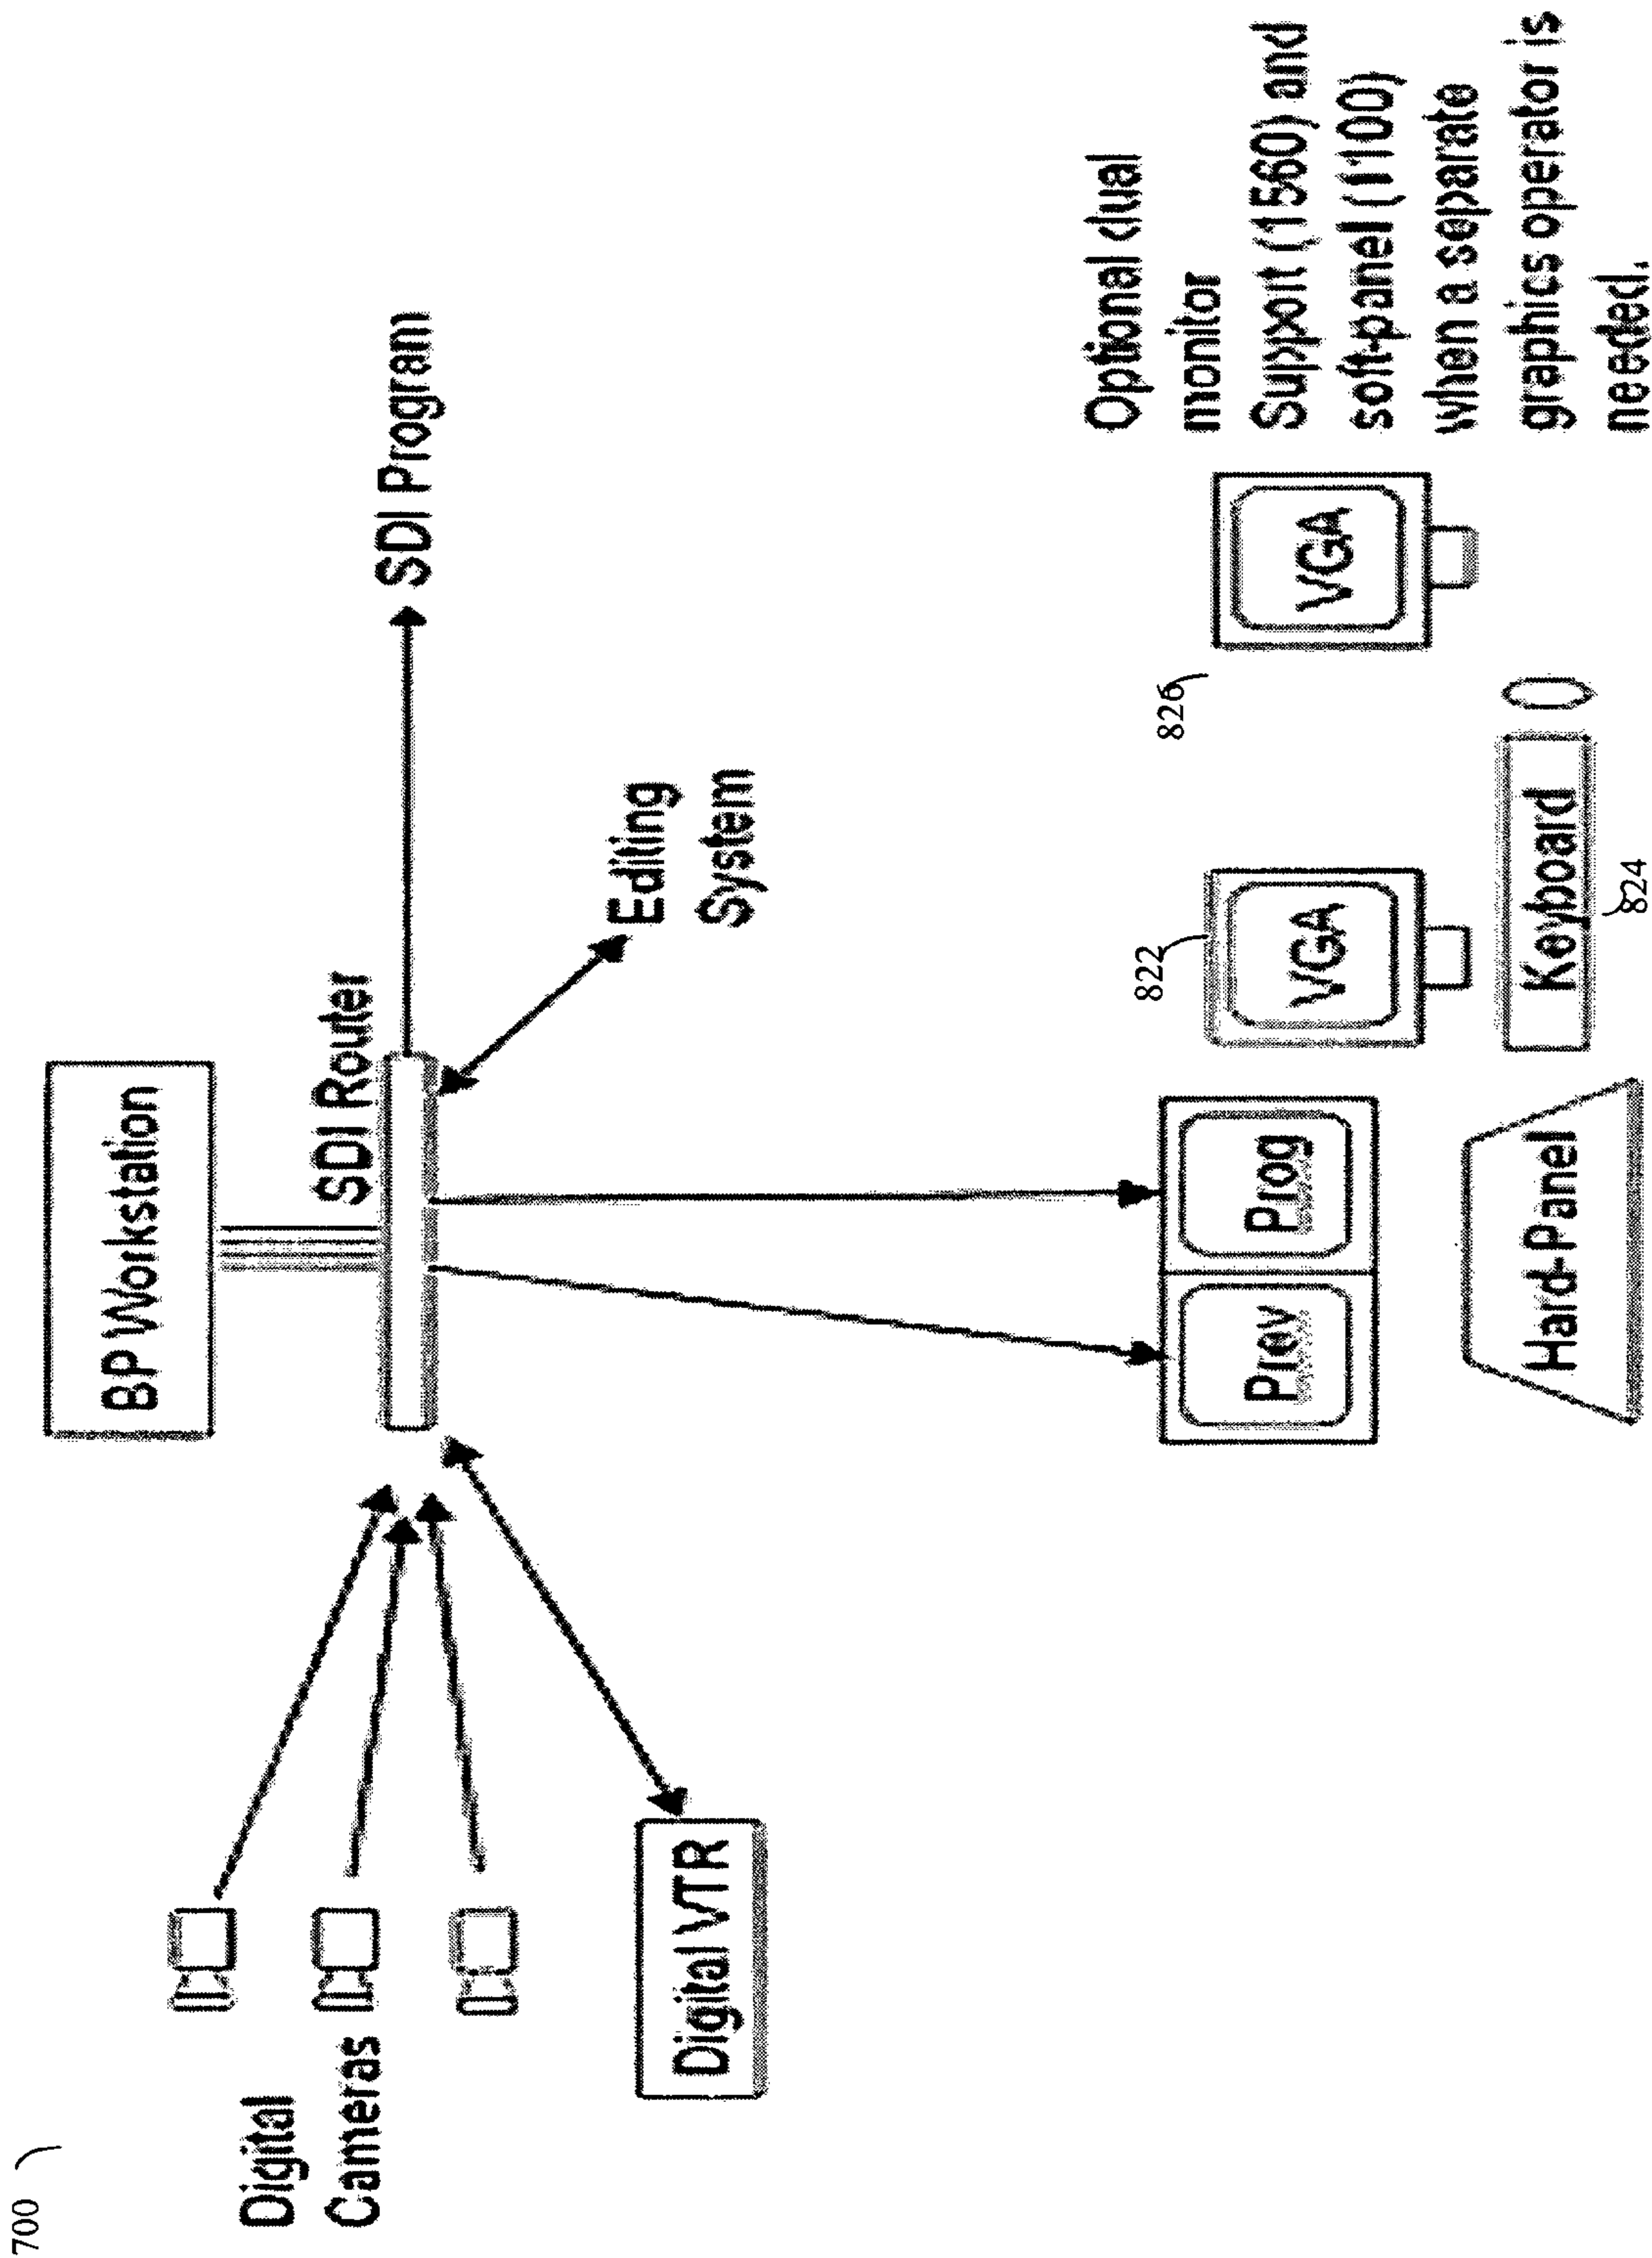 700
BP Workstation
Digital
Cameras
SDI Router
SDI Program
Digital VTR
Editing
System
Prev
Prog
822
VGA
826
VGA
Optional dual
monitor
Support (1560) and
soft-panel (1100)
when a separate
graphics operator is
needed.
Hard-Panel
Keyboard
824